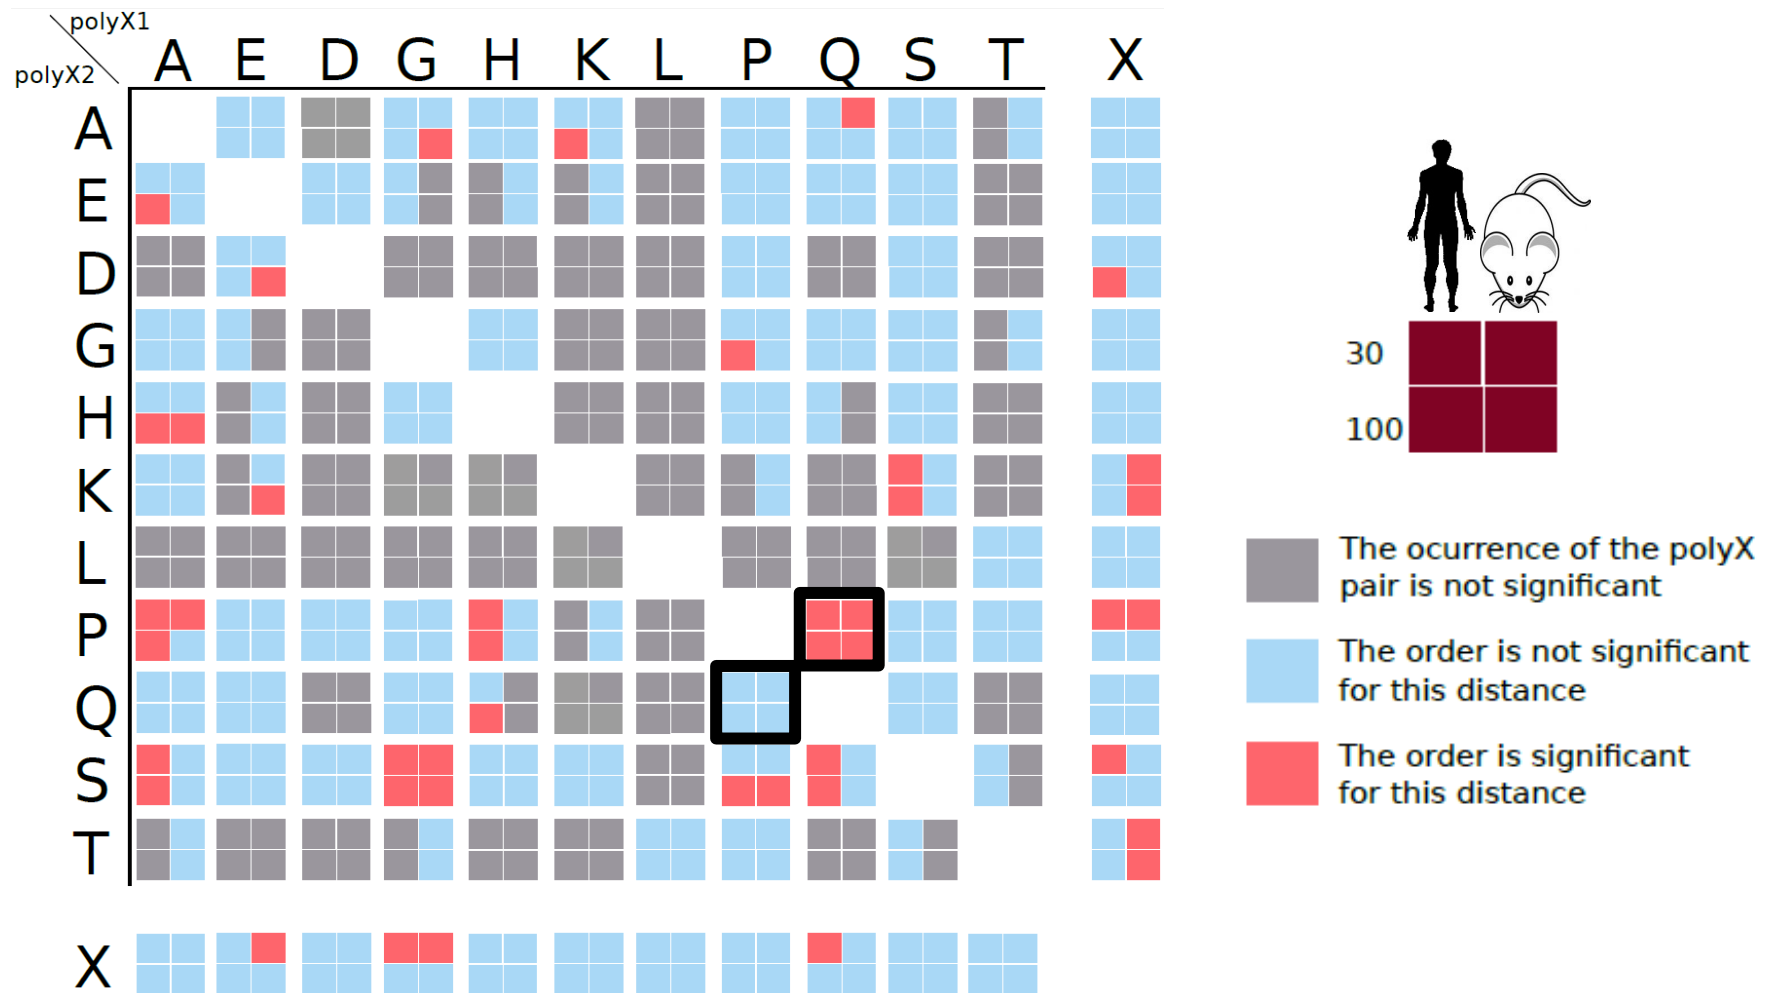 polyX1
polyX2
A E D G H K L P Q S T X
A
E
D
G
H
K
L
P
Q
S
T
X
30
100
The ocurrence of the polyX
pair is not significant
The order is not significant
for this distance
The order is significant
for this distance